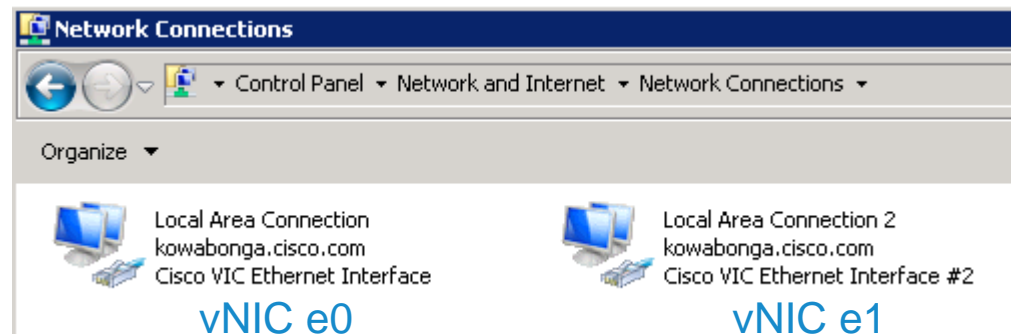 Network Connections
Control Panel Network and Internet Network Connections
Organize
Local Area Connection
kowabonga.cisco.com
Cisco VIC Ethernet Interface
vNIC e0
Local Area Connection 2
kowabonga.cisco.com
Cisco VIC Ethernet Interface #2
vNIC e1